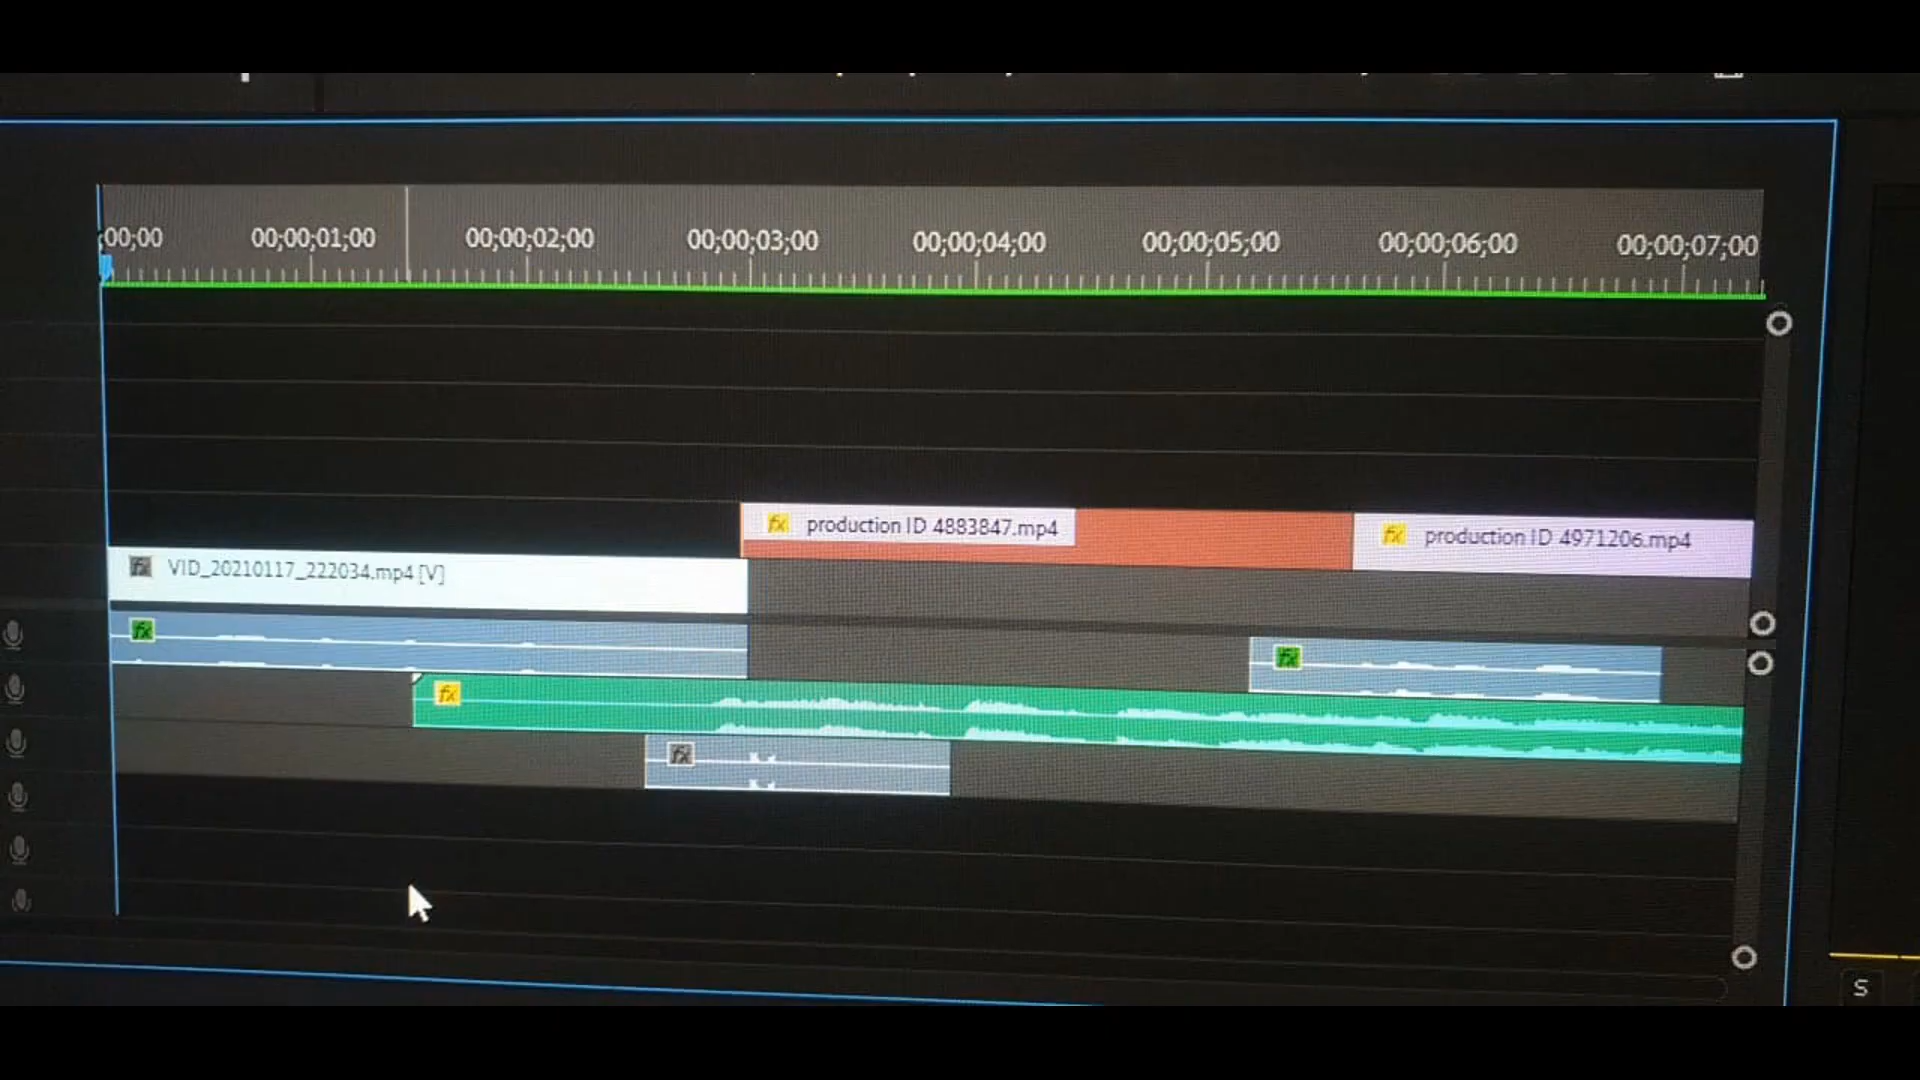 ;00;00 00;00;01;00 00;00;02;00 00;00;03;00 00;00;04;00 00;00;05;00 00;00;06;00 00;00;07;00
fx production ID 4883847.mp4 fx production ID 4971206.mp4
fx VID_20210117_222034.mp4 [V]
fx fx
fx
fx
S